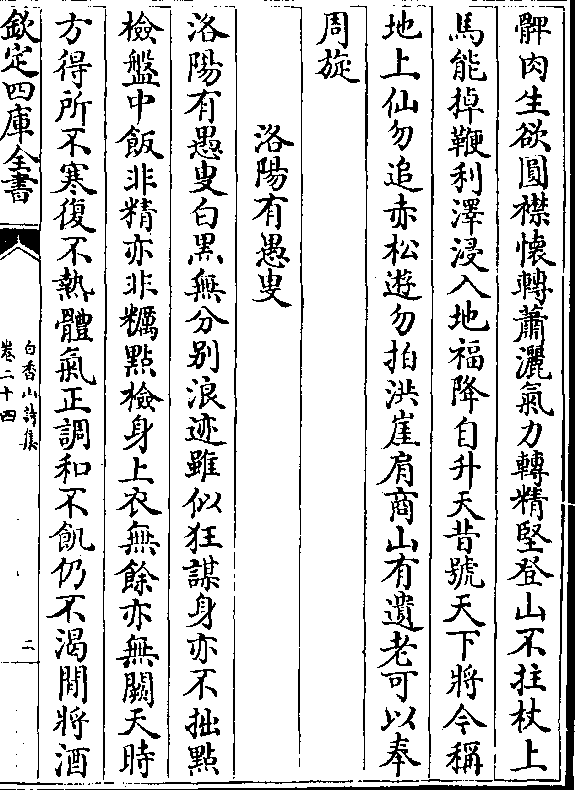 髀肉生欲圓襟懐轉蕭灑氣力轉精堅登山不拄杖上
馬能掉鞭利澤浸入地福降自升天昔號天下將今稱
地上仙勿追赤松遊勿拍洪崖肩商山有遺老可以奉
周旋
洛陽有愚叟
洛陽有愚叟白黒無分别浪迹雖似狂謀身亦不拙點
檢盤中飯非精亦非糲點檢身上衣無餘亦無闕天時
方得所不寒復不熱體氣正調和不飢仍不渴閒將酒
欽定四庫全書
白香山詩集
卷二十四
二